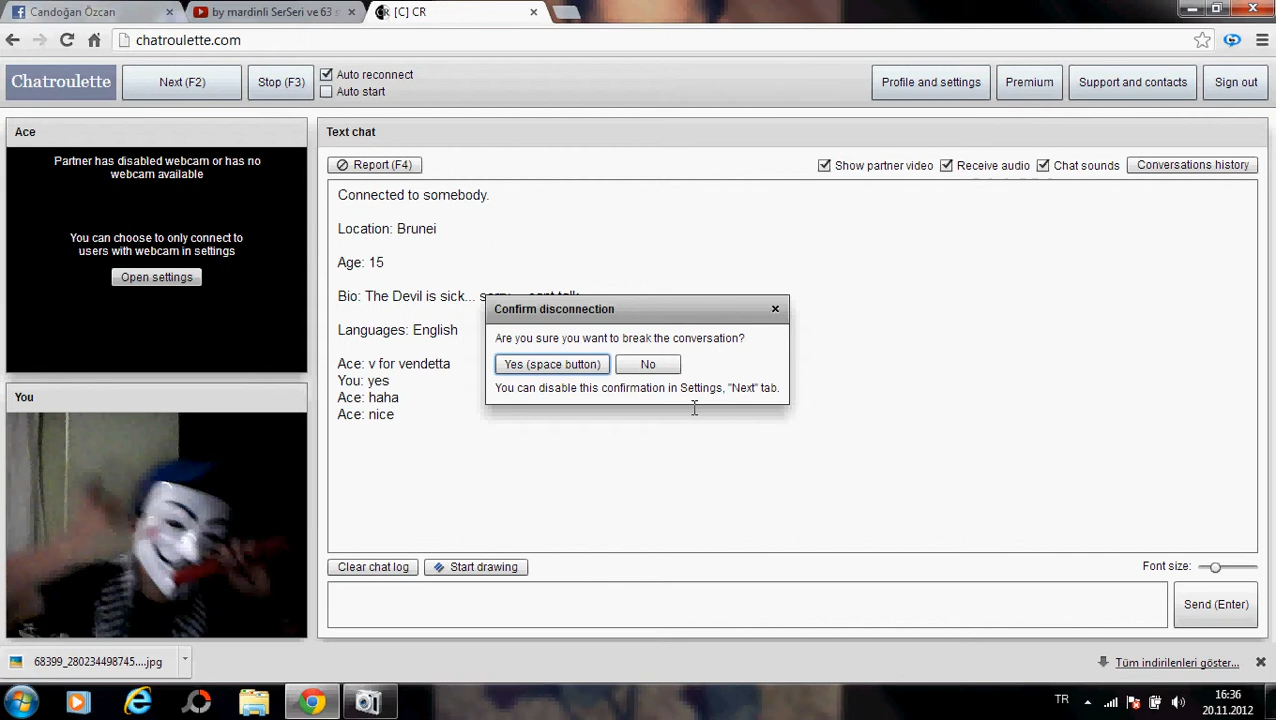 Candoğan Özcan
by mardinli SerSeri ve 63
[C] CR
chatroulette.com
Chatroulette
Next (F2)
Stop (F3)
Auto reconnect
Auto start
Profile and settings
Premium
Support and contacts
Sign out
Ace
Partner has disabled webcam or has no
webcam available
You can choose to only connect to
users with webcam in settings
Open settings
You
Text chat
Report (F4)
Show partner video
Receive audio
Chat sounds
Conversations history
Connected to somebody.
Location: Brunei
Age: 15
Bio: The Devil is sick...
Languages: English
Ace: v for vendetta
You: yes
Ace: haha
Ace: nice
Confirm disconnection
Are you sure you want to break the conversation?
Yes (space button)
No
You can disable this confirmation in Settings, "Next" tab.
Clear chat log
Start drawing
Font size:
Send (Enter)
68399_280234498745....jpg
Tüm indirilenleri göster...
TR
16:36
20.11.2012